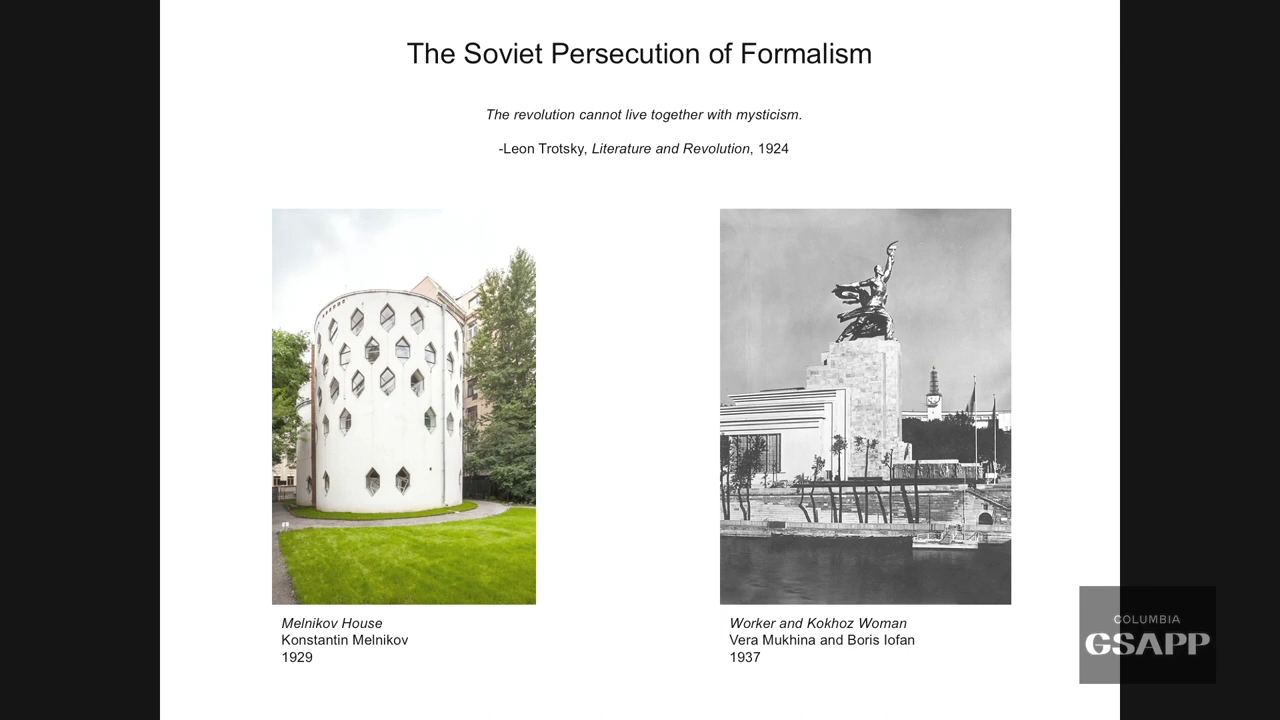 The Soviet Persecution of Formalism
The revolution cannot live together with mysticism.
-Leon Trotsky, Literature and Revolution, 1924
Melnikov House
Konstantin Melnikov
1929
Worker and Kokhoz Woman
Vera Mukhina and Boris Iofan
1937
COLUMBIA
GSAPP